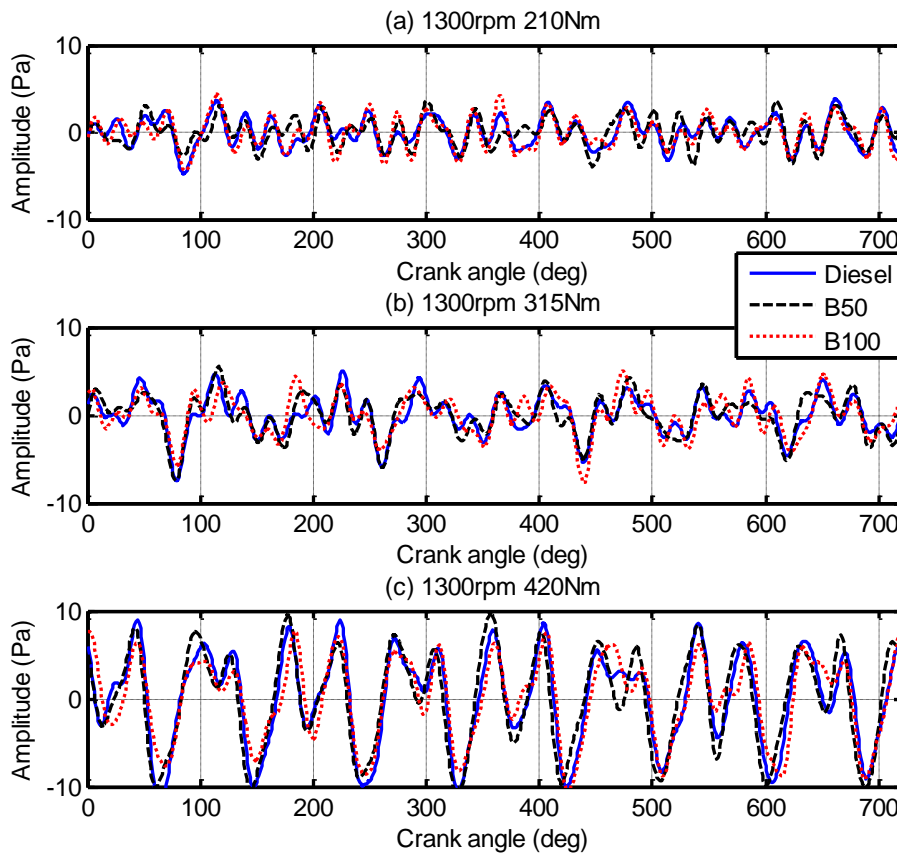 (a) 1300rpm 210Nm
10
0
-10
Amplitude (Pa)
0 100 200 300 400 500 600 700
Crank angle (deg)
Diesel
B50
B100
(b) 1300rpm 315Nm
10
0
-10
Amplitude (Pa)
0 100 200 300 400 500 600 700
Crank angle (deg)
(c) 1300rpm 420Nm
10
0
-10
Amplitude (Pa)
0 100 200 300 400 500 600 700
Crank angle (deg)